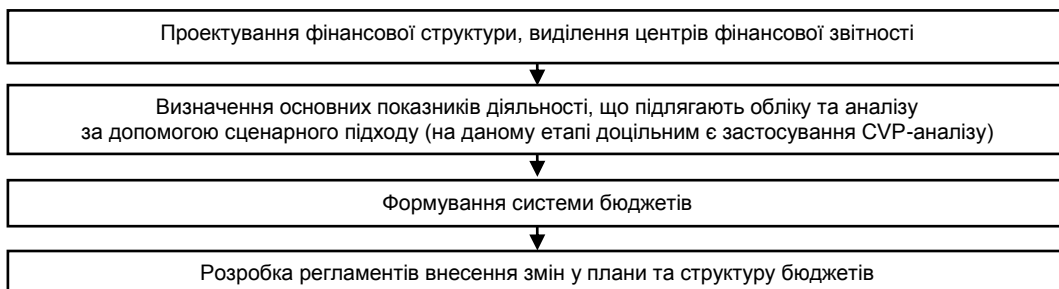 Проектування фінансової структури, виділення центрів фінансової звітності
Визначення основних показників діяльності, що підлягають обліку та аналізу
за допомогою сценарного підходу (на даному етапі доцільним є застосування CVP-аналізу)
Формування системи бюджетів
Розробка регламентів внесення змін у плани та структуру бюджетів